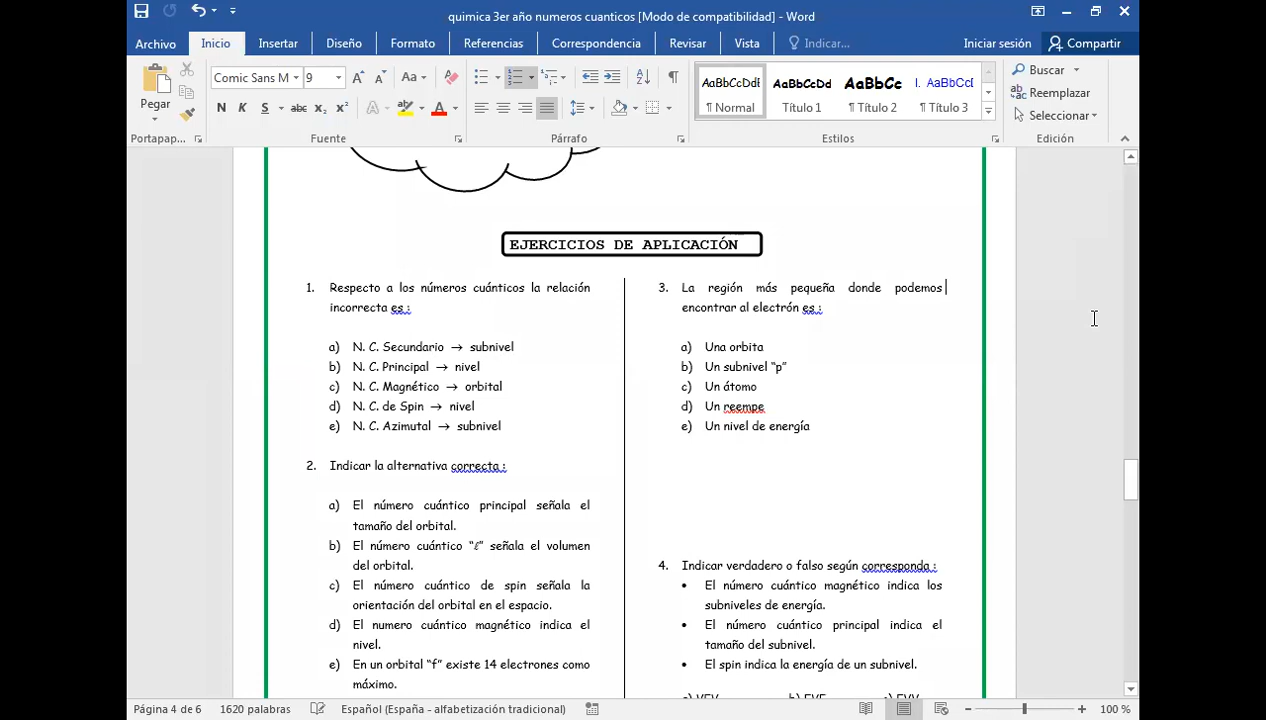 quimica 3er año numeros cuanticos [Modo de compatibilidad] - Word
Archivo Inicio Insertar Diseño Formato Referencias Correspondencia Revisar Vista Indicar... Iniciar sesión Compartir
Pegar
Comic Sans M 9
Aa
N K S abc x₂ x²
AaBbCcDdE AaBbCcDd AaBbCc I. AaBbCcD
¶ Normal ¶ Título 1 ¶ Título 2 ¶ Título 3
Buscar
Reemplazar
Seleccionar
Portapap... Fuente Párrafo Estilos Edición
EJERCICIOS DE APLICACIÓN
1. Respecto a los números cuánticos la relación
incorrecta es :
a) N. C. Secundario → subnivel
b) N. C. Principal → nivel
c) N. C. Magnético → orbital
d) N. C. de Spin → nivel
e) N. C. Azimutal → subnivel
2. Indicar la alternativa correcta :
a) El número cuántico principal señala el
tamaño del orbital.
b) El número cuántico “ℓ” señala el volumen
del orbital.
c) El número cuántico de spin señala la
orientación del orbital en el espacio.
d) El numero cuántico magnético indica el
nivel.
e) En un orbital “f” existe 14 electrones como
máximo.
3. La región más pequeña donde podemos
encontrar al electrón es :
a) Una orbita
b) Un subnivel “p”
c) Un átomo
d) Un reempe
e) Un nivel de energía
4. Indicar verdadero o falso según corresponda :
• El número cuántico magnético indica los
subniveles de energía.
• El número cuántico principal indica el
tamaño del subnivel.
• El spin indica la energía de un subnivel.
Página 4 de 6 1620 palabras Español (España - alfabetización tradicional) 100 %